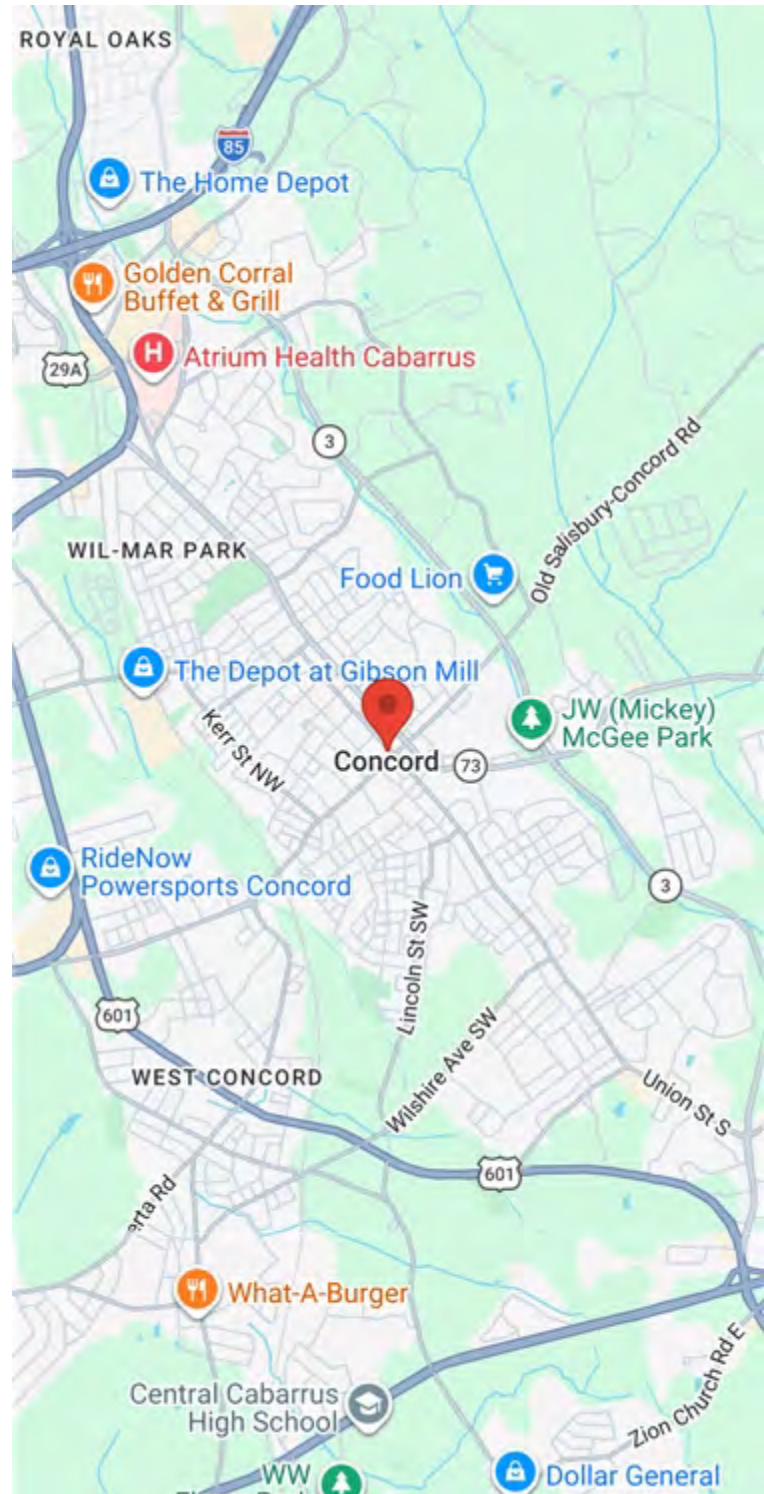 ROYAL OAKS
85
The Home Depot
Golden Corral
Buffet & Grill
H
Atrium Health Cabarrus
29A
3
Old Salisbury-Concord Rd
WIL-MAR PARK
Food Lion
The Depot at Gibson Mill
JW (Mickey)
McGee Park
Kerr St NW
Concord
73
RideNow
Powersports Concord
3
Lincoln St SW
601
Wilshire Ave SW
WEST CONCORD
Union St S
601
erta Rd
What-A-Burger
Zion Church Rd E
Central Cabarrus
High School
WW
Dollar General